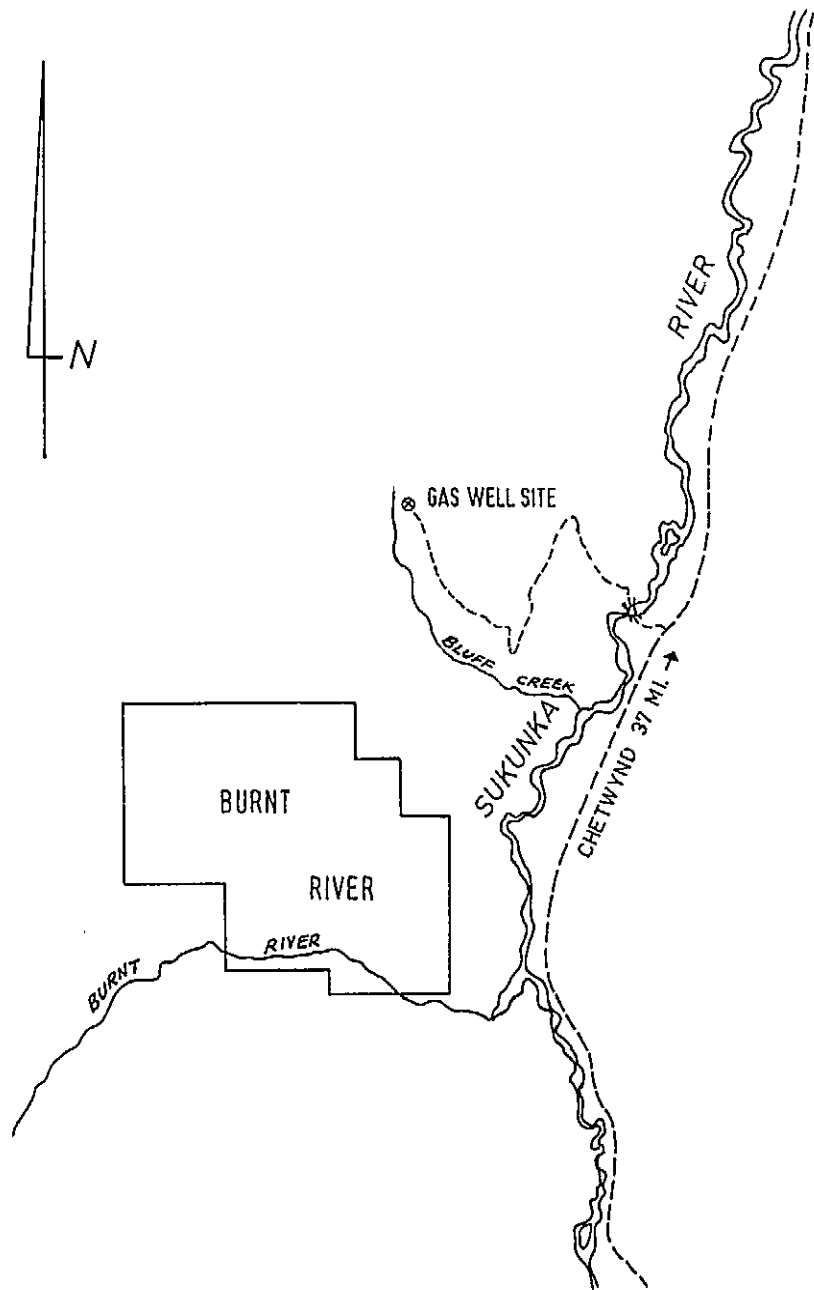 N
GAS WELL SITE
RIVER
SUKUNKA
BLUFF CREEK
CHETWYND 37 MI.
BURNT
RIVER
BURNT RIVER